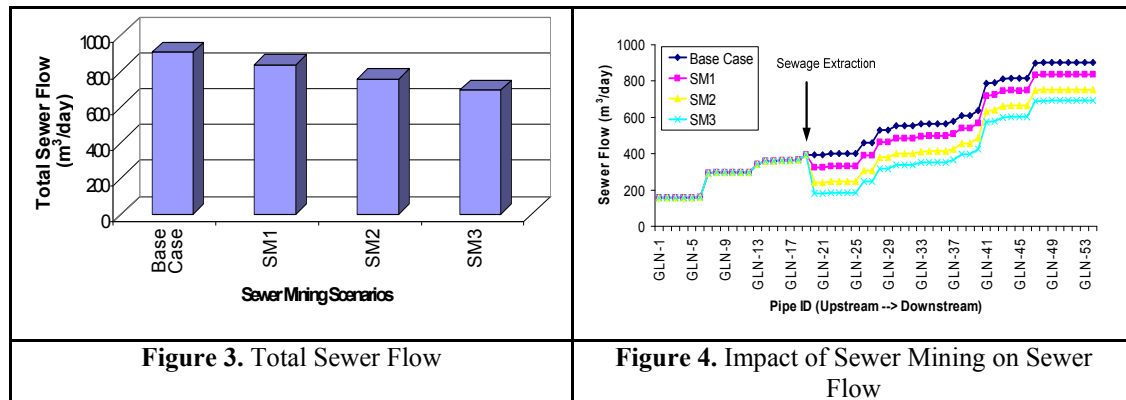 Total Sewer Flow
(m³/day)
1000
800
600
400
200
0
Base
Case
SM1
SM2
SM3
Sewer Mining Scenarios
Figure 3. Total Sewer Flow
Sewer Flow (m³/day)
1000
800
600
400
200
0
Base Case
SM1
SM2
SM3
Sewage Extraction
GLN-1
GLN-5
GLN-9
GLN-13
GLN-17
GLN-21
GLN-25
GLN-29
GLN-33
GLN-37
GLN-41
GLN-45
GLN-49
GLN-53
Pipe ID (Upstream --> Downstream)
Figure 4. Impact of Sewer Mining on Sewer
Flow